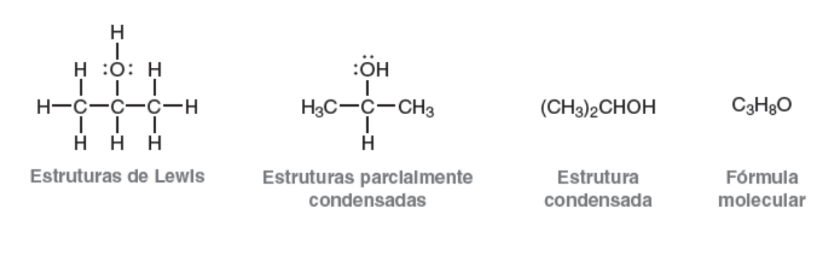 H
H :O: H
H—C—C—C—H
H H H
Estruturas de Lewis
:ÖH
H₃C—C—CH₃
H
Estruturas parcialmente
condensadas
(CH₃)₂CHOH
Estrutura
condensada
C₃H₈O
Fórmula
molecular